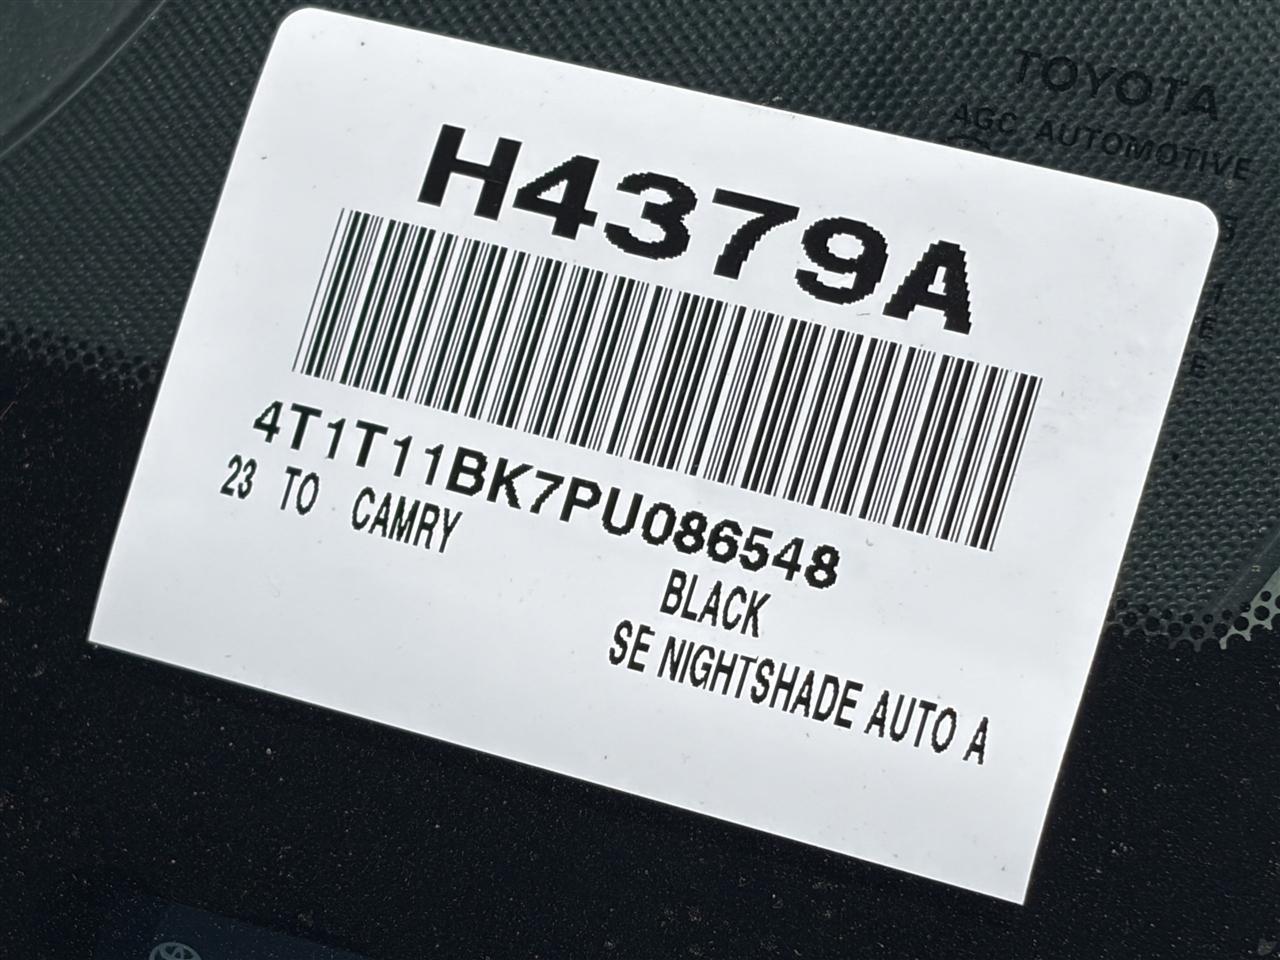 TOYOTA
AGC AUTOMOTIVE
H4379A
4T1T11BK7PU086548
23 TO CAMRY
BLACK
SE NIGHTSHADE AUTO A